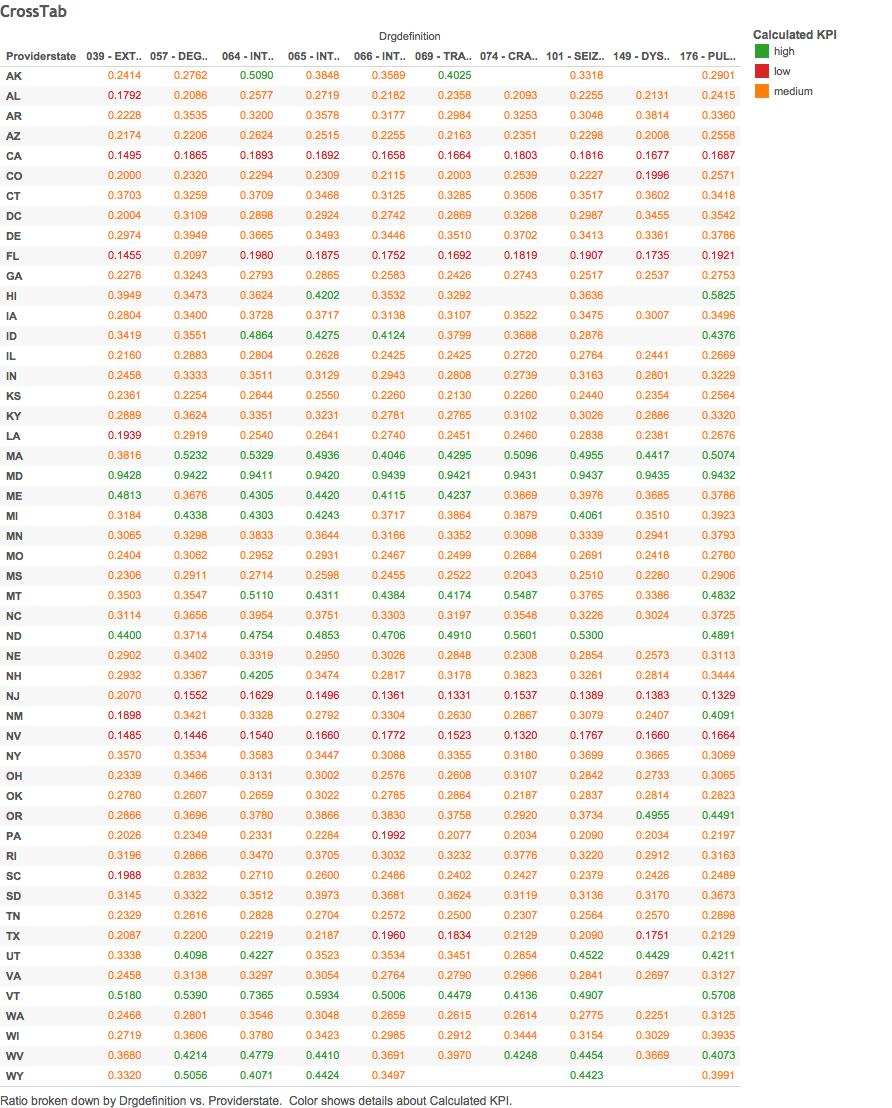 CrossTab
Drgdefinition
Calculated KPI
high
low
medium
Providerstate 039 - EXT.. 057 - DEG.. 064 - INT.. 065 - INT.. 066 - INT.. 069 - TRA.. 074 - CRA.. 101 - SEIZ.. 149 - DYS.. 176 - PUL..
AK 0.2414 0.2762 0.5090 0.3848 0.3589 0.4025 0.3318 0.2901
AL 0.1792 0.2086 0.2577 0.2719 0.2182 0.2358 0.2093 0.2255 0.2131 0.2415
AR 0.2228 0.3535 0.3200 0.3578 0.3177 0.2984 0.3253 0.3048 0.3814 0.3360
AZ 0.2174 0.2206 0.2624 0.2515 0.2255 0.2163 0.2351 0.2298 0.2008 0.2558
CA 0.1495 0.1865 0.1893 0.1892 0.1658 0.1664 0.1803 0.1816 0.1677 0.1687
CO 0.2000 0.2320 0.2294 0.2309 0.2115 0.2003 0.2539 0.2227 0.1996 0.2571
CT 0.3703 0.3259 0.3709 0.3468 0.3125 0.3285 0.3506 0.3517 0.3602 0.3418
DC 0.2004 0.3109 0.2898 0.2924 0.2742 0.2869 0.3268 0.2987 0.3455 0.3542
DE 0.2974 0.3949 0.3665 0.3493 0.3446 0.3510 0.3702 0.3413 0.3361 0.3786
FL 0.1455 0.2097 0.1980 0.1875 0.1752 0.1692 0.1819 0.1907 0.1735 0.1921
GA 0.2276 0.3243 0.2793 0.2865 0.2583 0.2426 0.2743 0.2517 0.2537 0.2753
HI 0.3949 0.3473 0.3624 0.4202 0.3532 0.3292 0.3636 0.5825
IA 0.2804 0.3400 0.3728 0.3717 0.3138 0.3107 0.3522 0.3475 0.3007 0.3496
ID 0.3419 0.3551 0.4864 0.4275 0.4124 0.3799 0.3688 0.2876 0.4376
IL 0.2160 0.2883 0.2804 0.2628 0.2425 0.2425 0.2720 0.2764 0.2441 0.2669
IN 0.2458 0.3333 0.3511 0.3129 0.2943 0.2808 0.2739 0.3163 0.2801 0.3229
KS 0.2361 0.2254 0.2644 0.2550 0.2260 0.2130 0.2260 0.2440 0.2354 0.2564
KY 0.2889 0.3624 0.3351 0.3231 0.2781 0.2765 0.3102 0.3026 0.2886 0.3320
LA 0.1939 0.2919 0.2540 0.2641 0.2740 0.2451 0.2460 0.2838 0.2381 0.2676
MA 0.3816 0.5232 0.5329 0.4936 0.4046 0.4295 0.5096 0.4955 0.4417 0.5074
MD 0.9428 0.9422 0.9411 0.9420 0.9439 0.9421 0.9431 0.9437 0.9435 0.9432
ME 0.4813 0.3676 0.4305 0.4420 0.4115 0.4237 0.3869 0.3976 0.3685 0.3786
MI 0.3184 0.4338 0.4303 0.4243 0.3717 0.3864 0.3879 0.4061 0.3510 0.3923
MN 0.3065 0.3298 0.3833 0.3644 0.3166 0.3352 0.3098 0.3339 0.2941 0.3793
MO 0.2404 0.3062 0.2952 0.2931 0.2467 0.2499 0.2684 0.2691 0.2418 0.2780
MS 0.2306 0.2911 0.2714 0.2598 0.2455 0.2522 0.2043 0.2510 0.2280 0.2906
MT 0.3503 0.3547 0.5110 0.4311 0.4384 0.4174 0.5487 0.3765 0.3386 0.4832
NC 0.3114 0.3656 0.3954 0.3751 0.3303 0.3197 0.3548 0.3226 0.3024 0.3725
ND 0.4400 0.3714 0.4754 0.4853 0.4706 0.4910 0.5601 0.5300 0.4891
NE 0.2902 0.3402 0.3319 0.2950 0.3026 0.2848 0.2308 0.2854 0.2573 0.3113
NH 0.2932 0.3367 0.4205 0.3474 0.2817 0.3178 0.3823 0.3261 0.2814 0.3444
NJ 0.2070 0.1552 0.1629 0.1496 0.1361 0.1331 0.1537 0.1389 0.1383 0.1329
NM 0.1898 0.3421 0.3328 0.2792 0.3304 0.2630 0.2867 0.3079 0.2407 0.4091
NV 0.1485 0.1446 0.1540 0.1660 0.1772 0.1523 0.1320 0.1767 0.1660 0.1664
NY 0.3570 0.3534 0.3583 0.3447 0.3088 0.3355 0.3180 0.3699 0.3665 0.3069
OH 0.2339 0.3466 0.3131 0.3002 0.2576 0.2608 0.3107 0.2842 0.2733 0.3065
OK 0.2780 0.2607 0.2659 0.3022 0.2785 0.2864 0.2187 0.2837 0.2814 0.2823
OR 0.2866 0.3696 0.3780 0.3866 0.3830 0.3758 0.2920 0.3734 0.4955 0.4491
PA 0.2026 0.2349 0.2331 0.2284 0.1992 0.2077 0.2034 0.2090 0.2034 0.2197
RI 0.3196 0.2866 0.3470 0.3705 0.3032 0.3232 0.3776 0.3220 0.2912 0.3163
SC 0.1988 0.2832 0.2710 0.2600 0.2486 0.2402 0.2427 0.2379 0.2426 0.2489
SD 0.3145 0.3322 0.3512 0.3973 0.3681 0.3624 0.3119 0.3136 0.3170 0.3673
TN 0.2329 0.2616 0.2828 0.2704 0.2572 0.2500 0.2307 0.2564 0.2570 0.2898
TX 0.2087 0.2200 0.2219 0.2187 0.1960 0.1834 0.2129 0.2090 0.1751 0.2129
UT 0.3338 0.4098 0.4227 0.3523 0.3534 0.3451 0.2854 0.4522 0.4429 0.4211
VA 0.2458 0.3138 0.3297 0.3054 0.2764 0.2790 0.2966 0.2841 0.2697 0.3127
VT 0.5180 0.5390 0.7365 0.5934 0.5006 0.4479 0.4136 0.4907 0.5708
WA 0.2468 0.2801 0.3546 0.3048 0.2659 0.2615 0.2614 0.2775 0.2251 0.3125
WI 0.2719 0.3606 0.3780 0.3423 0.2985 0.2912 0.3444 0.3154 0.3029 0.3935
WV 0.3680 0.4214 0.4779 0.4410 0.3691 0.3970 0.4248 0.4454 0.3669 0.4073
WY 0.3320 0.5056 0.4071 0.4424 0.3497 0.4423 0.3991
Ratio broken down by Drgdefinition vs. Providerstate. Color shows details about Calculated KPI.